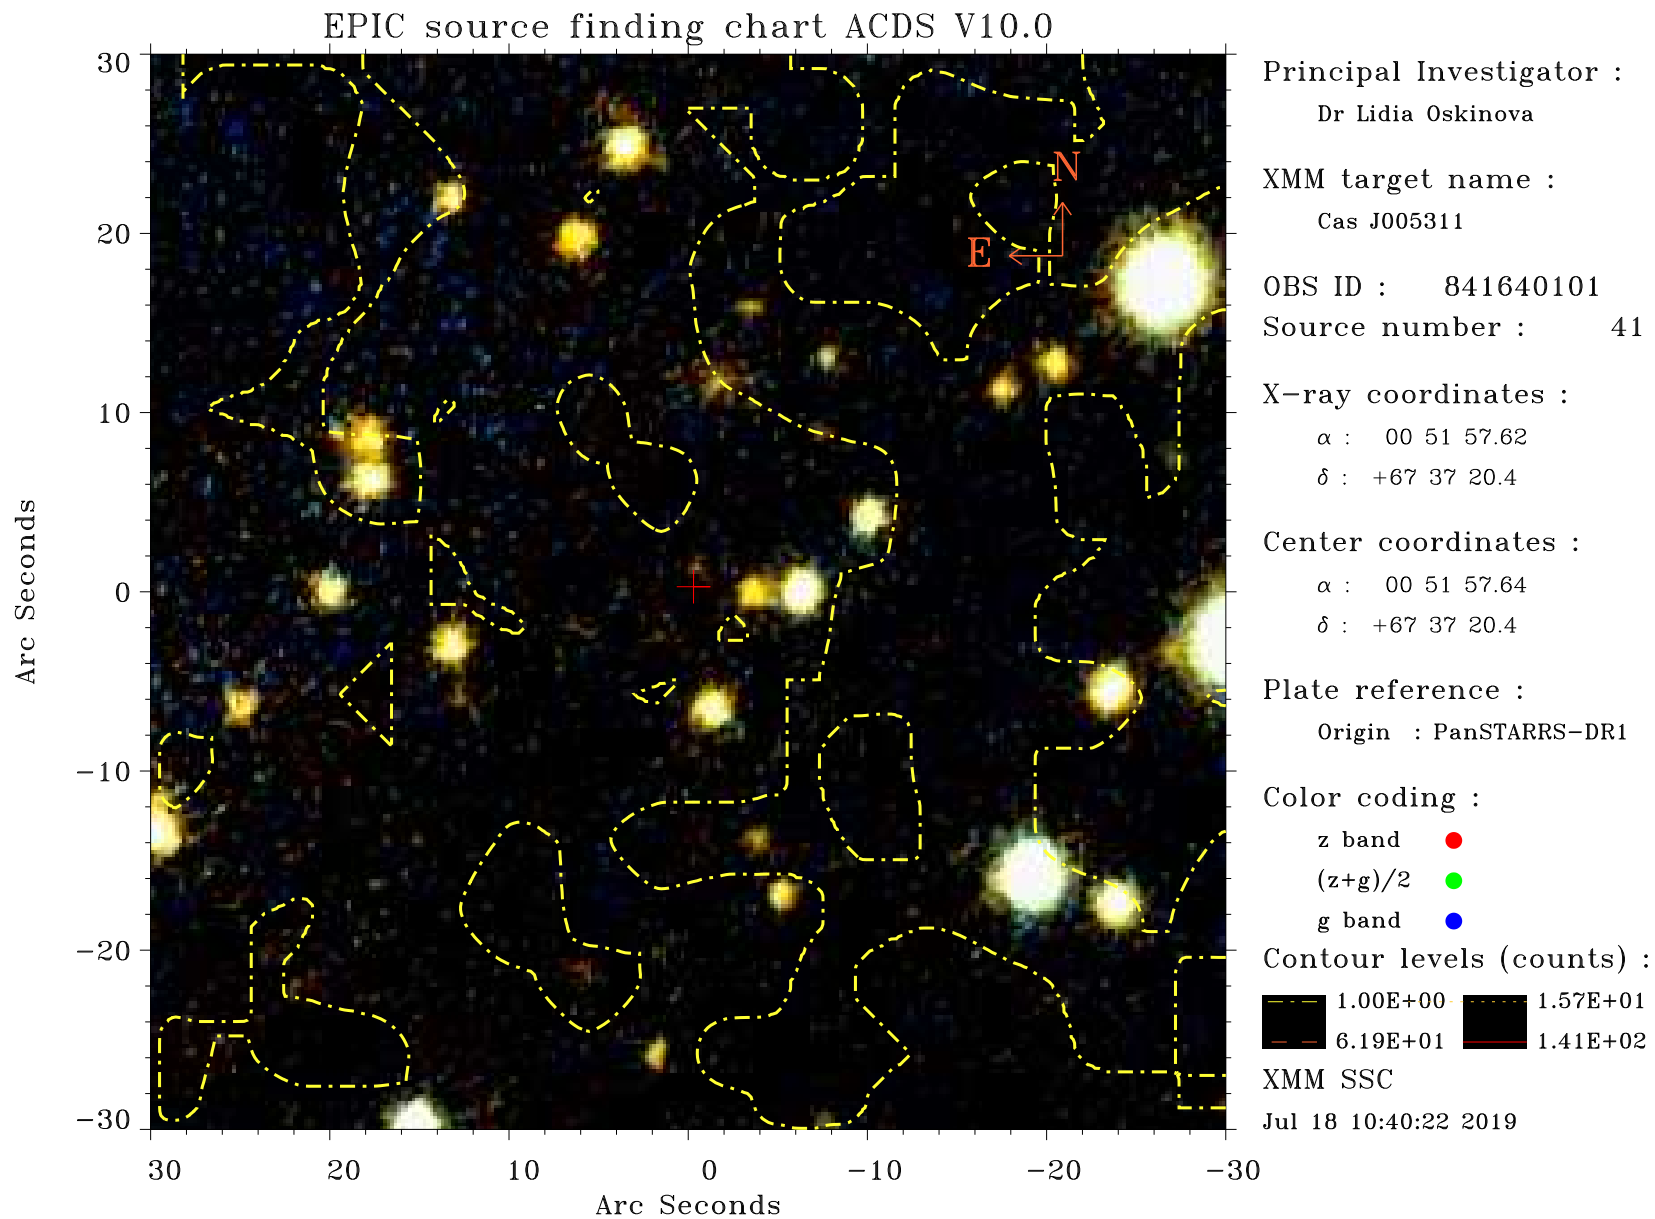 EPIC source finding chart ACDS V10.0
30
20
10
0
−10
−20
−30
Arc Seconds
30 20 10 0 −10 −20 −30
Arc Seconds
N
E
Principal Investigator :
Dr Lidia Oskinova
XMM target name :
Cas J005311
OBS ID : 841640101
Source number : 41
X−ray coordinates :
α : 00 51 57.62
δ : +67 37 20.4
Center coordinates :
α : 00 51 57.64
δ : +67 37 20.4
Plate reference :
Origin : PanSTARRS−DR1
Color coding :
z band
(z+g)/2
g band
Contour levels (counts) :
1.00E+00 1.57E+01
6.19E+01 1.41E+02
XMM SSC
Jul 18 10:40:22 2019